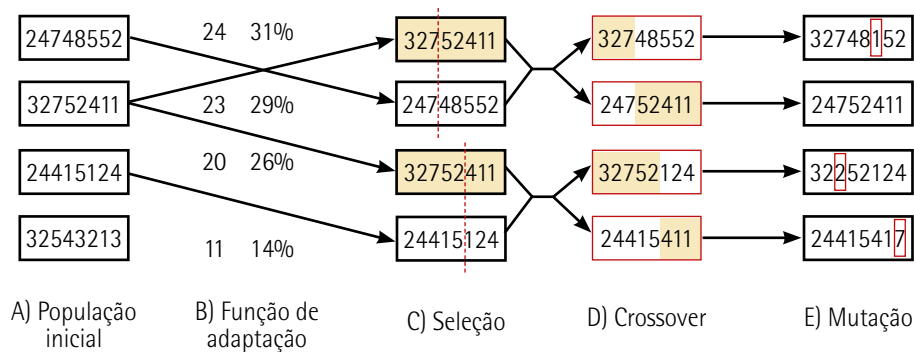 24748552
24 31%
32752411
32748552
32748152
32752411
23 29%
24748552
24752411
24752411
24415124
20 26%
32752411
32752124
32252124
32543213
11 14%
24415124
24415411
24415417
A) População
inicial
B) Função de
adaptação
C) Seleção
D) Crossover
E) Mutação